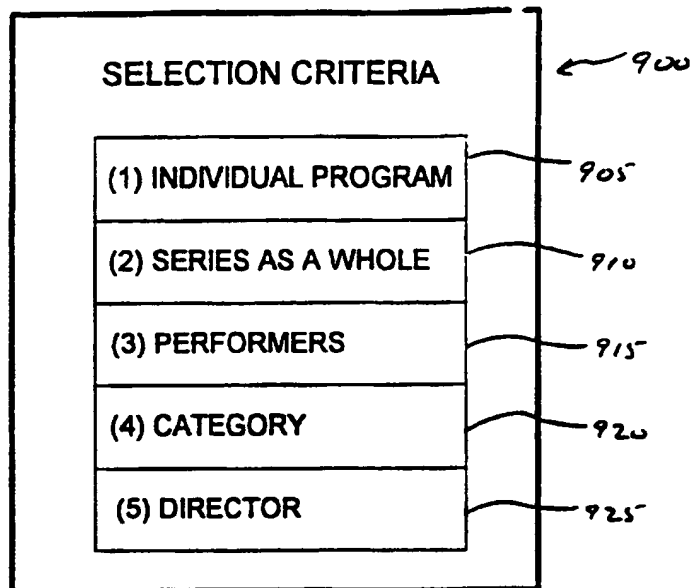 SELECTION CRITERIA
900
(1) INDIVIDUAL PROGRAM
905
(2) SERIES AS A WHOLE
910
(3) PERFORMERS
915
(4) CATEGORY
920
(5) DIRECTOR
925